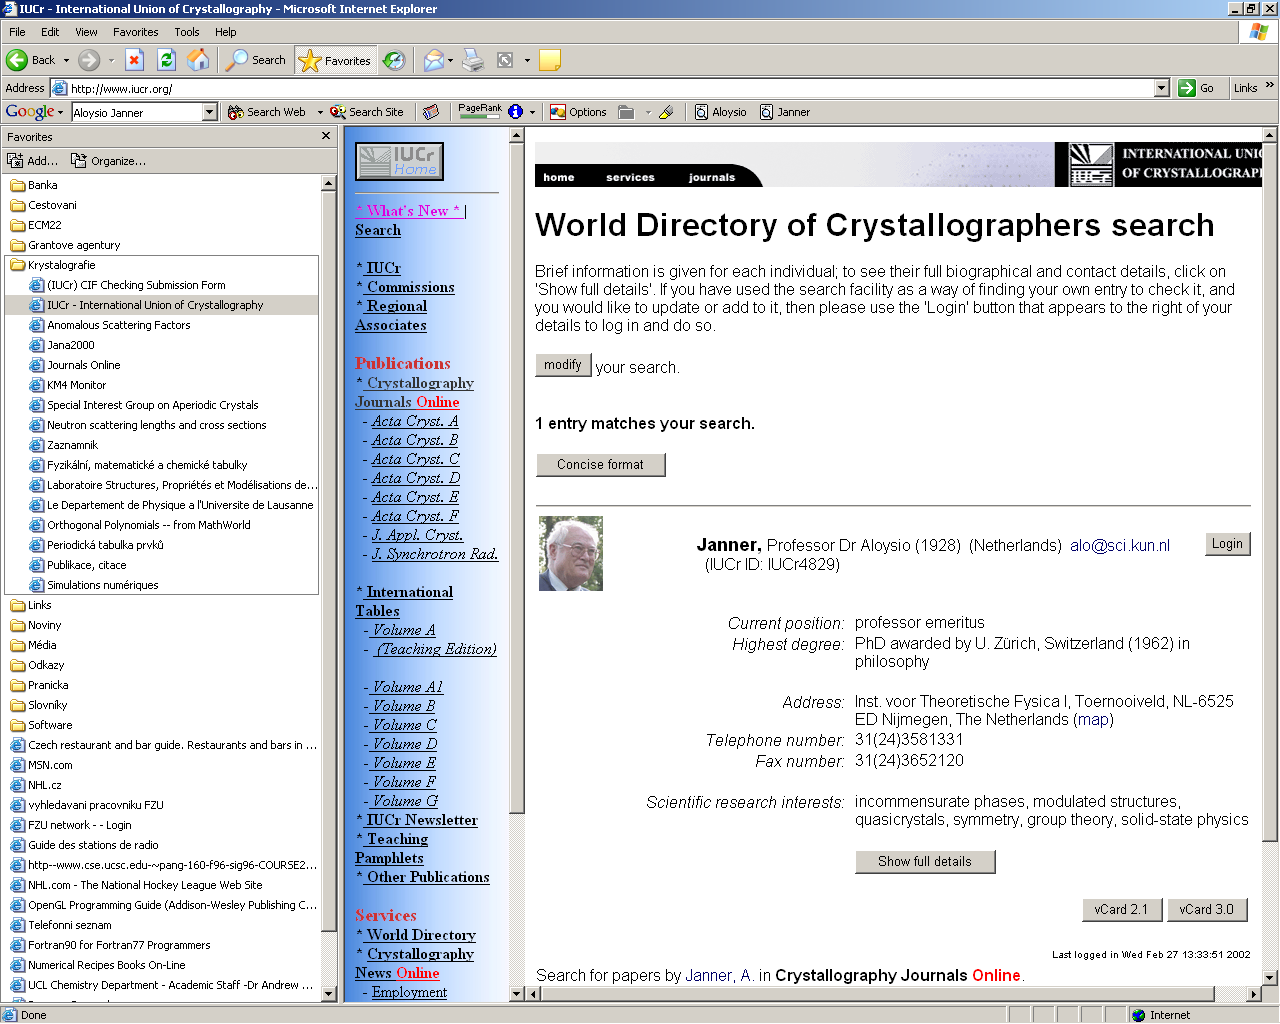 IUCr - International Union of Crystallography - Microsoft Internet Explorer
File Edit View Favorites Tools Help
Back Search Favorites
Address http://www.iucr.org/ Go Links »
Google Aloysio Janner Search Web Search Site PageRank Options Aloysio Janner
Favorites
Add... Organize...
Banka
Cestovani
ECM22
Grantove agentury
Krystalografie
(IUCr) CIF Checking Submission Form
IUCr - International Union of Crystallography
Anomalous Scattering Factors
Jana2000
Journals Online
KM4 Monitor
Special Interest Group on Aperiodic Crystals
Neutron scattering lengths and cross sections
Zaznamnik
Fyzikální, matematické a chemické tabulky
Laboratoire Structures, Propriétés et Modélisations de...
Le Departement de Physique a l'Universite de Lausanne
Orthogonal Polynomials -- from MathWorld
Periodická tabulka prvků
Publikace, citace
Simulations numériques
Links
Noviny
Média
Odkazy
Pranicka
Slovníky
Software
Czech restaurant and bar guide. Restaurants and bars in ...
MSN.com
NHL.cz
vyhledavani pracovniku FZU
FZU network - - Login
Guide des stations de radio
http--www.cse.ucsc.edu-~pang-160-f96-sig96-COURSE2...
NHL.com - The National Hockey League Web Site
OpenGL Programming Guide (Addison-Wesley Publishing C...
Telefonni seznam
Fortran90 for Fortran77 Programmers
Numerical Recipes Books On-Line
UCL Chemistry Department - Academic Staff -Dr Andrew ...
IUCr
Home
* What's New * |
Search
* IUCr
* Commissions
* Regional
Associates
Publications
* Crystallography
Journals Online
- Acta Cryst. A
- Acta Cryst. B
- Acta Cryst. C
- Acta Cryst. D
- Acta Cryst. E
- Acta Cryst. F
- J. Appl. Cryst.
- J. Synchrotron Rad.
* International
Tables
- Volume A
- (Teaching Edition)
- Volume A1
- Volume B
- Volume C
- Volume D
- Volume E
- Volume F
- Volume G
* IUCr Newsletter
* Teaching
Pamphlets
* Other Publications
Services
* World Directory
* Crystallography
News Online
- Employment
home services journals
IUCr
INTERNATIONAL UNIO
OF CRYSTALLOGRAPH
World Directory of Crystallographers search
Brief information is given for each individual; to see their full biographical and contact details, click on
'Show full details'. If you have used the search facility as a way of finding your own entry to check it, and
you would like to update or add to it, then please use the 'Login' button that appears to the right of your
details to log in and do so.
modify your search.
1 entry matches your search.
Concise format
Janner, Professor Dr Aloysio (1928) (Netherlands) alo@sci.kun.nl Login
(IUCr ID: IUCr4829)
Current position: professor emeritus
Highest degree: PhD awarded by U. Zürich, Switzerland (1962) in
philosophy
Address: Inst. voor Theoretische Fysica I, Toernooiveld, NL-6525
ED Nijmegen, The Netherlands (map)
Telephone number: 31(24)3581331
Fax number: 31(24)3652120
Scientific research interests: incommensurate phases, modulated structures,
quasicrystals, symmetry, group theory, solid-state physics
Show full details
vCard 2.1 vCard 3.0
Last logged in Wed Feb 27 13:33:51 2002
Search for papers by Janner, A. in Crystallography Journals Online.
Done Internet